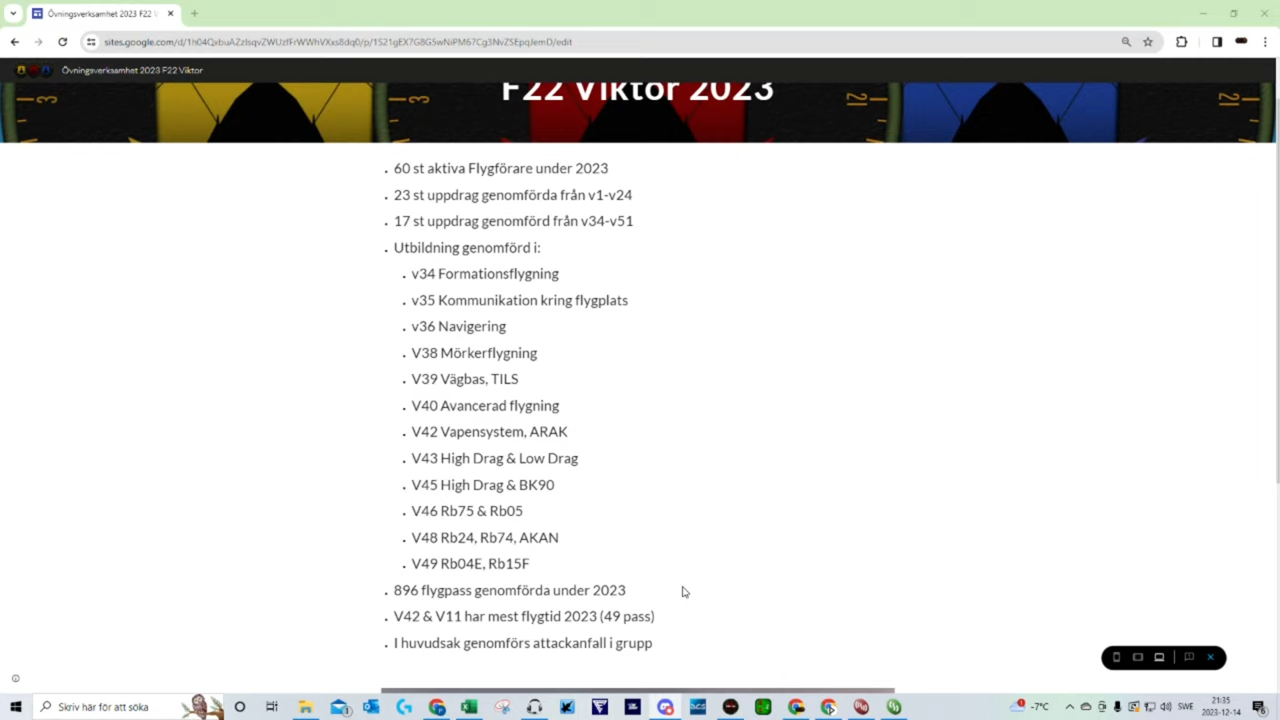 Övningsverksamhet 2023 F22 V
sites.google.com/d/1h04QxbuAZzIsqvZWUzfFrWWhVXxs8dq0/p/1S21gEX7G8G5wNiPM67Cg3NvZSEpqJemD/edit
Övningsverksamhet 2023 F22 Viktor
F22 Viktor 2023
60 st aktiva Flygförare under 2023
23 st uppdrag genomförda från v1-v24
17 st uppdrag genomförd från v34-v51
Utbildning genomförd i:
v34 Formationsflygning
v35 Kommunikation kring flygplats
v36 Navigering
V38 Mörkerflygning
V39 Vägbas, TILS
V40 Avancerad flygning
V42 Vapensystem, ARAK
V43 High Drag & Low Drag
V45 High Drag & BK90
V46 Rb75 & Rb05
V48 Rb24, Rb74, AKAN
V49 Rb04E, Rb15F
896 flygpass genomförda under 2023
V42 & V11 har mest flygtid 2023 (49 pass)
I huvudsak genomförs attackanfall i grupp
Skriv här för att söka
-7°C
SWE
21:35
2023-12-14